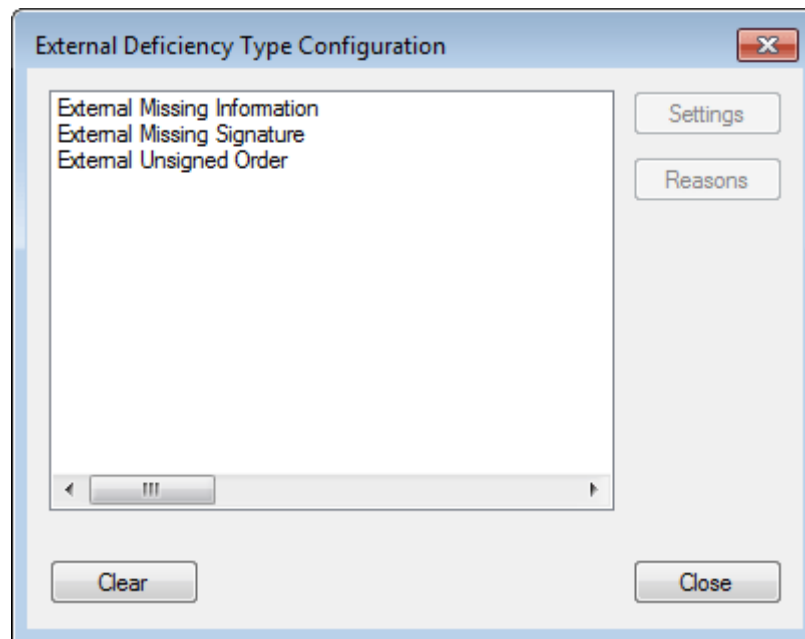 External Deficiency Type Configuration
External Missing Information
External Missing Signature
External Unsigned Order
Settings
Reasons
Clear
Close